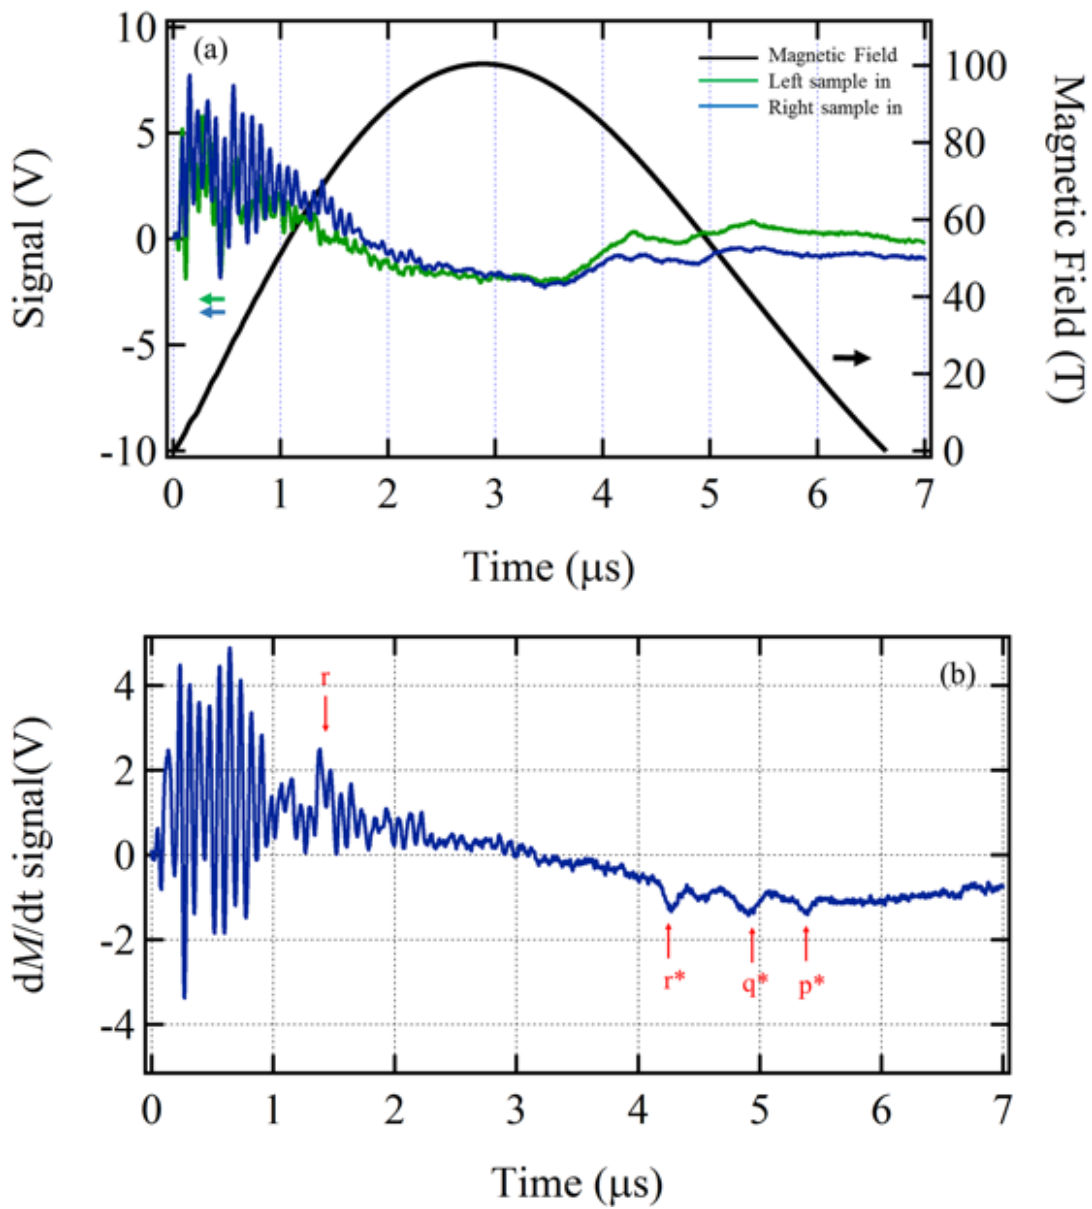 (a)
Magnetic Field
Left sample in
Right sample in
10
5
0
-5
-10
Signal (V)
100
80
60
40
20
0
Magnetic Field (T)
0 1 2 3 4 5 6 7
Time (μs)
(b)
r
r*
q*
p*
4
2
0
-2
-4
dM/dt signal(V)
0 1 2 3 4 5 6 7
Time (μs)